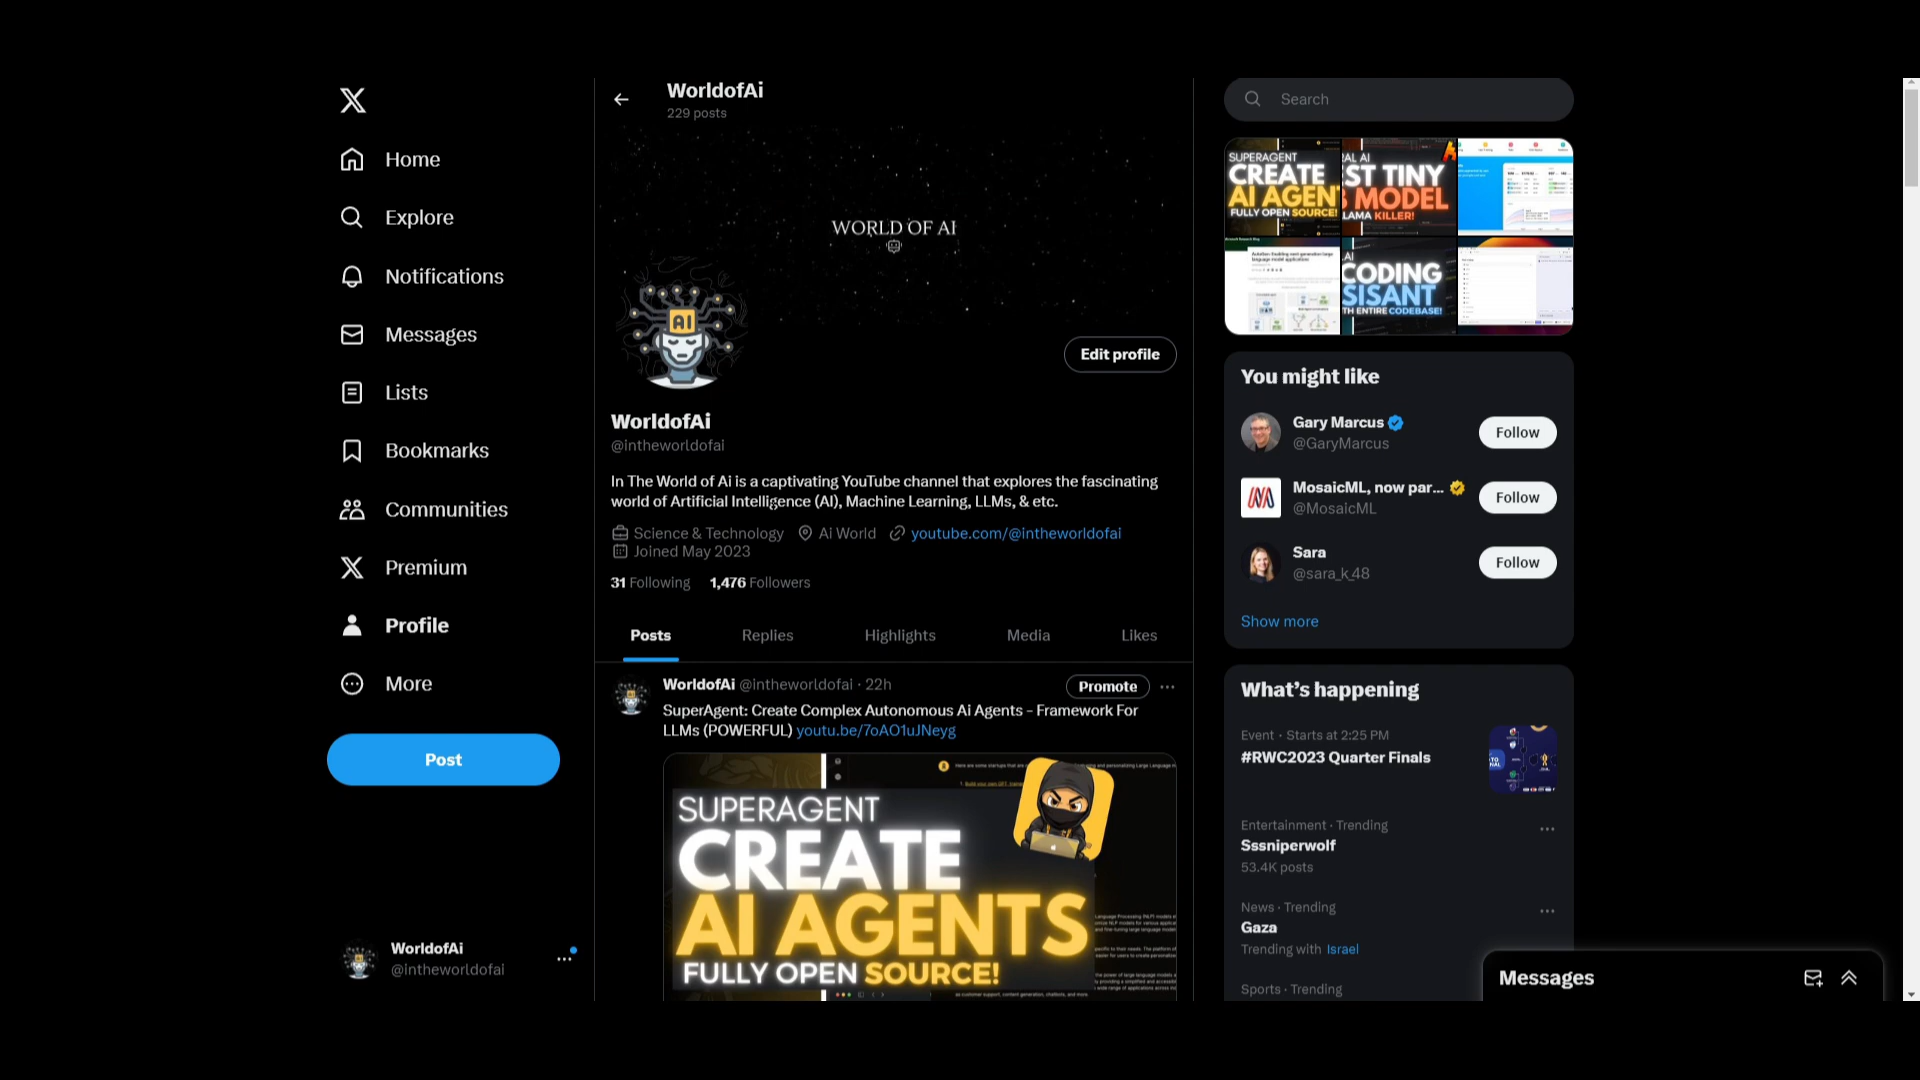 WorldofAi
229 posts
Search
Home
Explore
Notifications
Messages
Lists
Bookmarks
Communities
Premium
Profile
More
Post
WorldofAi
@intheworldofai
WORLD OF AI
AI
Edit profile
WorldofAi
@intheworldofai
In The World of Ai is a captivating YouTube channel that explores the fascinating
world of Artificial Intelligence (AI), Machine Learning, LLMs, & etc.
Science & Technology Ai World youtube.com/@intheworldofai
Joined May 2023
31 Following 1,476 Followers
Posts Replies Highlights Media Likes
WorldofAi @intheworldofai · 22h
Promote
SuperAgent: Create Complex Autonomous Ai Agents - Framework For
LLMs (POWERFUL) youtu.be/7oAO1uJNeyg
SUPERAGENT
CREATE
AI AGENTS
FULLY OPEN SOURCE!
SUPERAGENT
CREATE
AI AGENT
FULLY OPEN SOURCE!
RAL AI
ST TINY
MODEL
LAMA KILLER!
AI
CODING
SISANT
TH ENTIRE CODEBASE!
You might like
Gary Marcus
@GaryMarcus
Follow
MosaicML, now par...
@MosaicML
Follow
Sara
@sara_k_48
Follow
Show more
What’s happening
Event · Starts at 2:25 PM
#RWC2023 Quarter Finals
Entertainment · Trending
Sssniperwolf
53.4K posts
News · Trending
Gaza
Trending with Israel
Sports · Trending
Messages